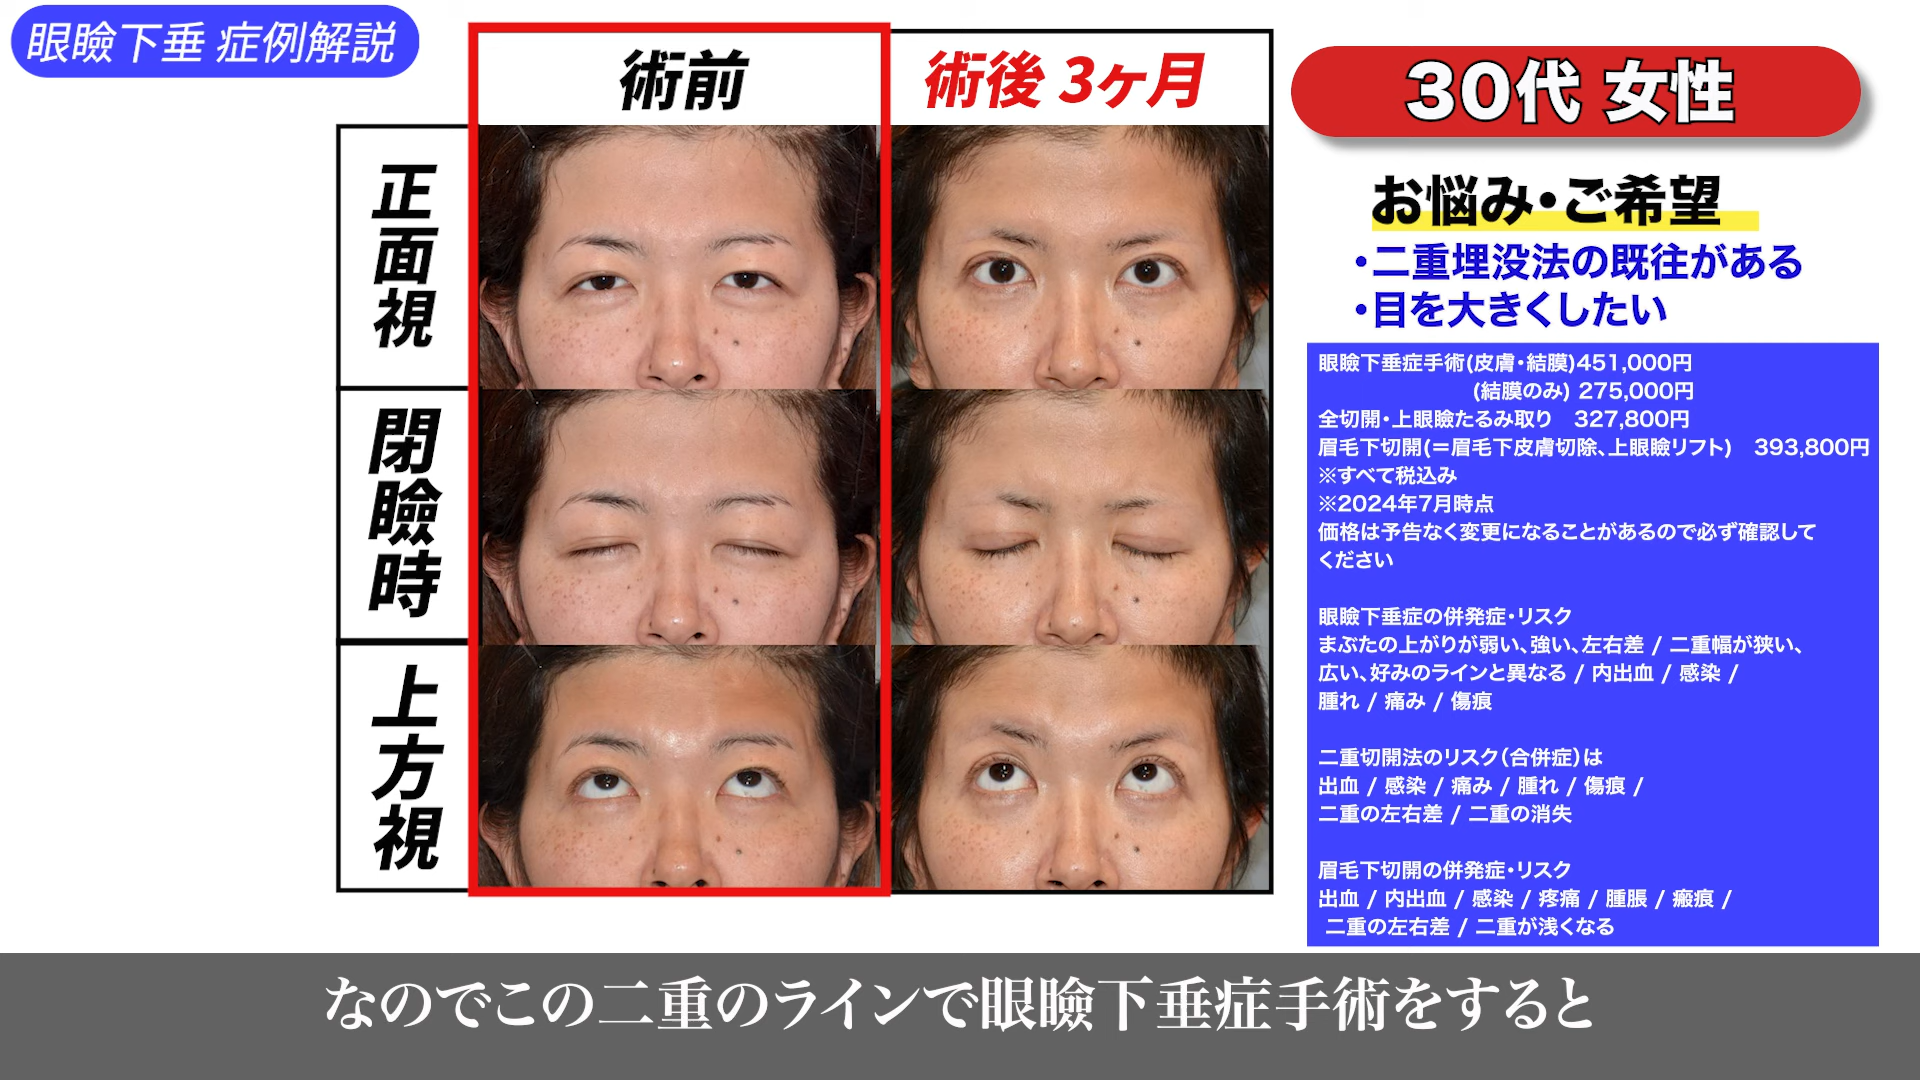 眼瞼下垂 症例解説
術前
術後 3ヶ月
正面視
閉瞼時
上方視
30代 女性
お悩み・ご希望
・二重埋没法の既往がある
・目を大きくしたい
眼瞼下垂症手術(皮膚・結膜)451,000円
(結膜のみ) 275,000円
全切開・上眼瞼たるみ取り　327,800円
眉毛下切開(=眉毛下皮膚切除、上眼瞼リフト)　393,800円
※すべて税込み
※2024年7月時点
価格は予告なく変更になることがあるので必ず確認して
ください
眼瞼下垂症の併発症・リスク
まぶたの上がりが弱い、強い、左右差 / 二重幅が狭い、
広い、好みのラインと異なる / 内出血 / 感染 /
腫れ / 痛み / 傷痕
二重切開法のリスク（合併症）は
出血 / 感染 / 痛み / 腫れ / 傷痕 /
二重の左右差 / 二重の消失
眉毛下切開の併発症・リスク
出血 / 内出血 / 感染 / 疼痛 / 腫脹 / 瘢痕 /
二重の左右差 / 二重が浅くなる
なのでこの二重のラインで眼瞼下垂症手術をすると